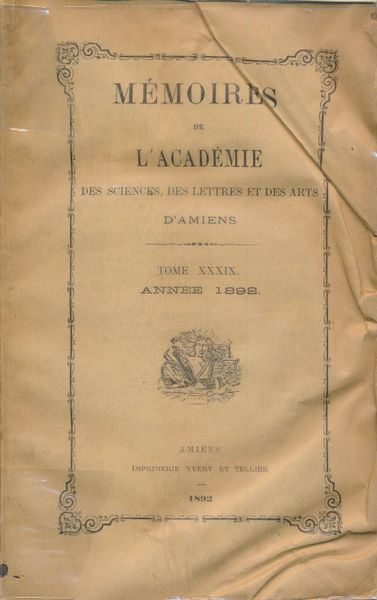 MÉMOIRES
DE
L'ACADÉMIE
DES SCIENCES, DES LETTRES ET DES ARTS
D'AMIENS
TOME XXXIX.
ANNÉE 1892.
AMIENS
IMPRIMERIE YVERT ET TELLIER
1892